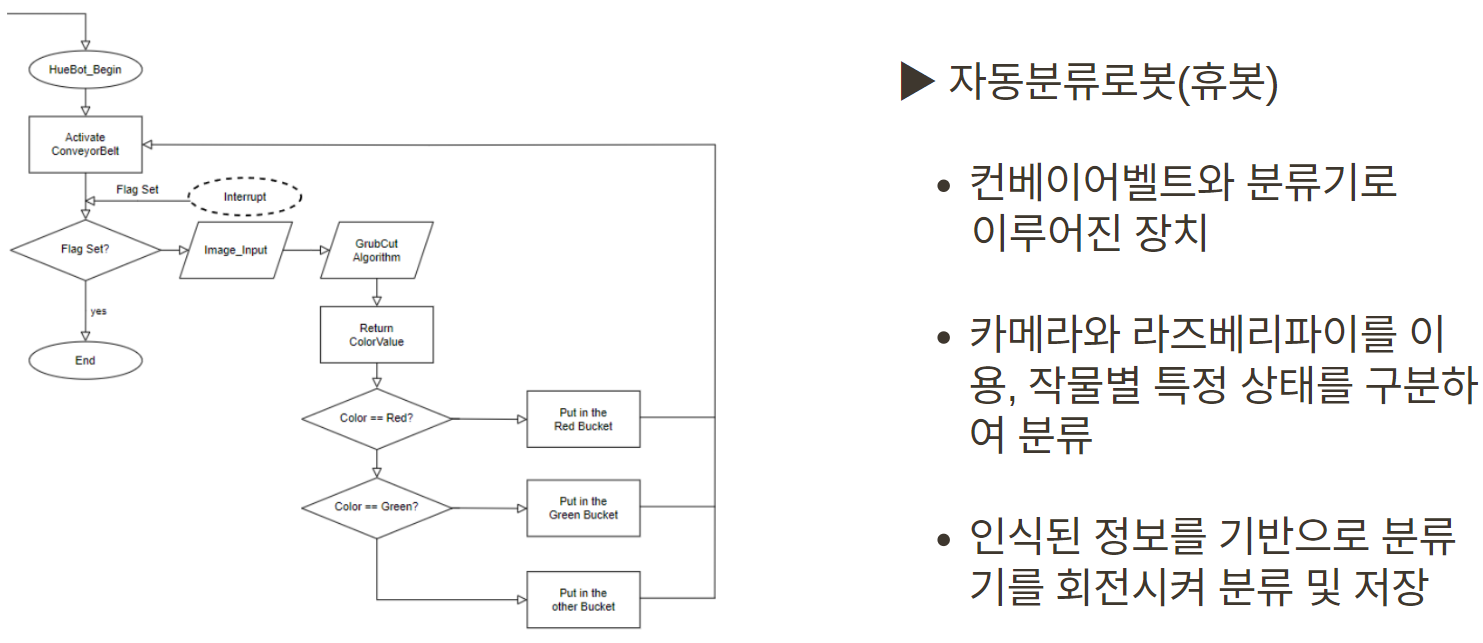 HueBot_Begin
Activate
ConveyorBelt
Flag Set
Interrupt
Flag Set?
Image_Input
GrubCut
Algorithm
yes
End
Return
ColorValue
Color == Red?
Put in the
Red Bucket
Color == Green?
Put in the
Green Bucket
Put in the
other Bucket
▶ 자동분류로봇(휴봇)
• 컨베이어벨트와 분류기로
이루어진 장치
• 카메라와 라즈베리파이를 이
용, 작물별 특정 상태를 구분하
여 분류
• 인식된 정보를 기반으로 분류
기를 회전시켜 분류 및 저장